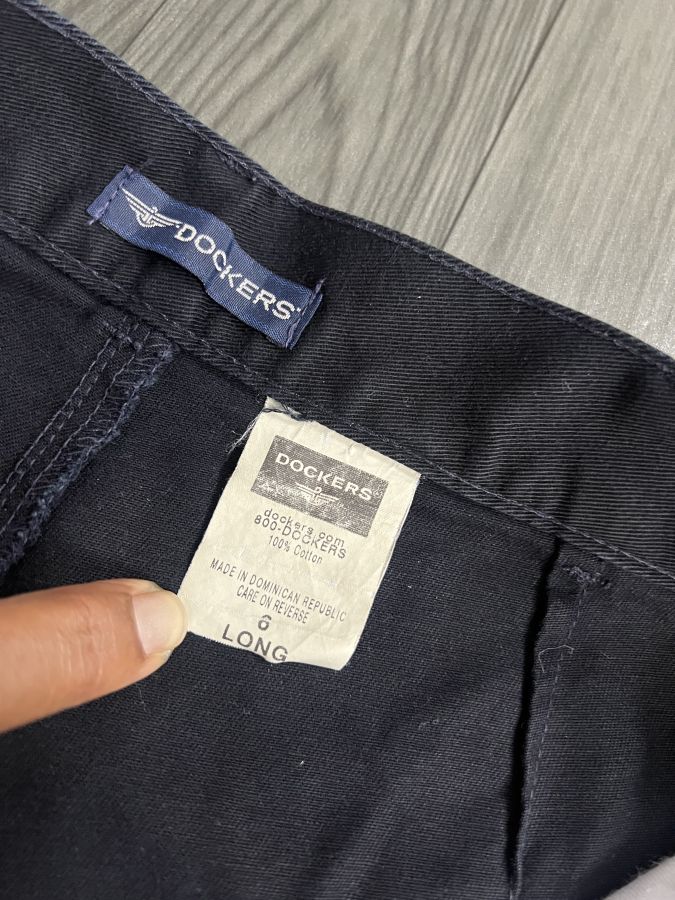 DOCKERS
DOCKERS
dockers.com
800-DOCKERS
100% Cotton
MADE IN DOMINICAN REPUBLIC
CARE ON REVERSE
6
LONG